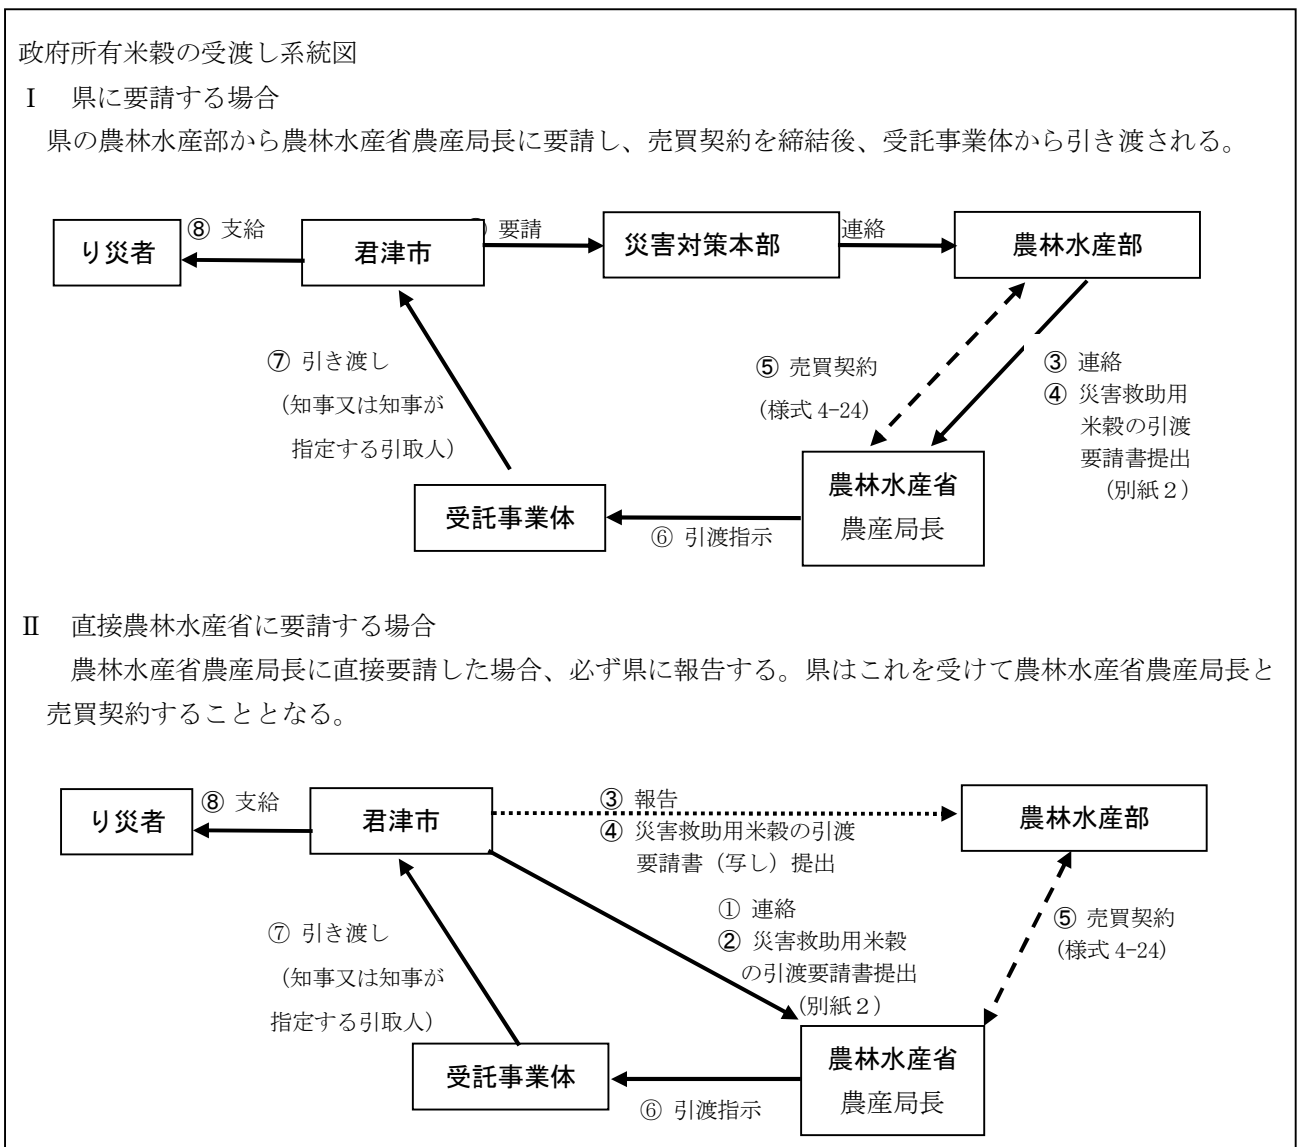 政府所有米穀の受渡し系統図
Ⅰ 県に要請する場合
県の農林水産部から農林水産省農産局長に要請し、売買契約を締結後、受託事業体から引き渡される。
り災者
⑧ 支給
君津市
要請
災害対策本部
連絡
農林水産部
⑦ 引き渡し
（知事又は知事が
指定する引取人）
⑤ 売買契約
（様式 4-24）
③ 連絡
④ 災害救助用
米穀の引渡
要請書提出
（別紙２）
受託事業体
⑥ 引渡指示
農林水産省
農産局長
Ⅱ 直接農林水産省に要請する場合
農林水産省農産局長に直接要請した場合、必ず県に報告する。県はこれを受けて農林水産省農産局長と
売買契約することとなる。
り災者
⑧ 支給
君津市
③ 報告
④ 災害救助用米穀の引渡
要請書（写し）提出
農林水産部
⑦ 引き渡し
（知事又は知事が
指定する引取人）
① 連絡
② 災害救助用米穀
の引渡要請書提出
（別紙２）
⑤ 売買契約
（様式 4-24）
受託事業体
⑥ 引渡指示
農林水産省
農産局長